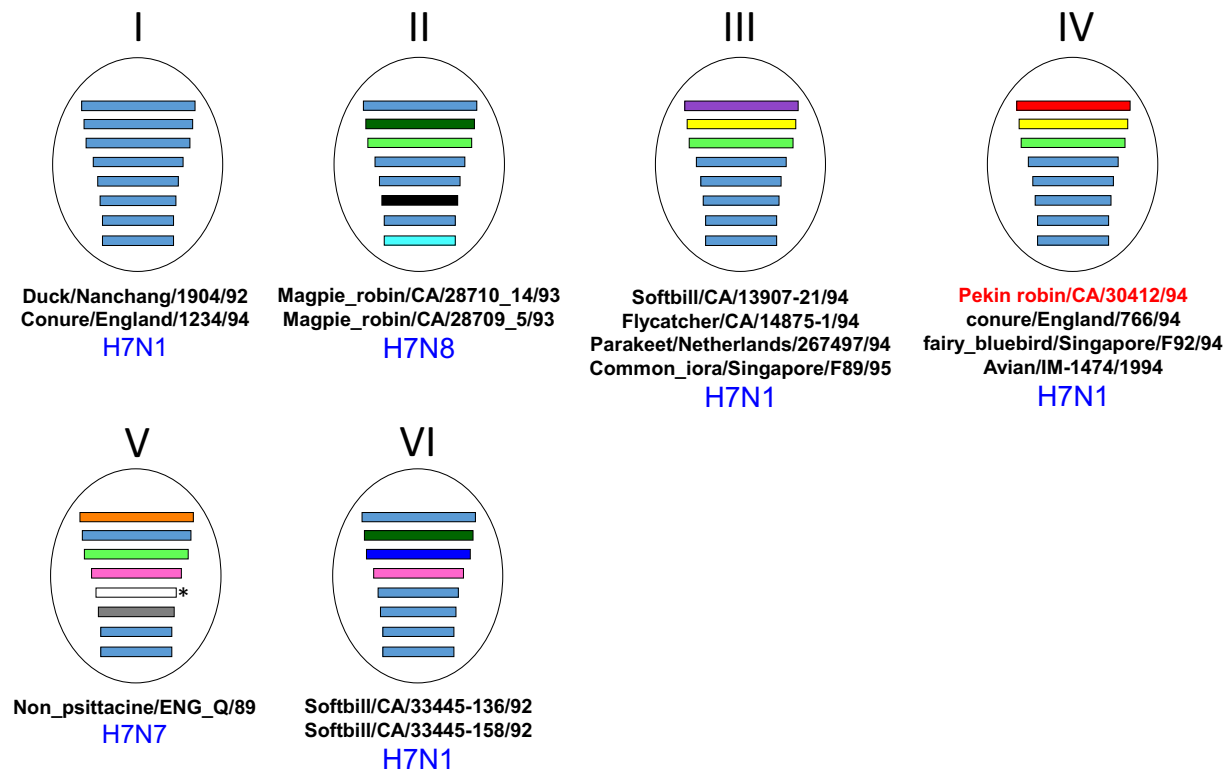 I
II
III
IV
Duck/Nanchang/1904/92
Conure/England/1234/94
H7N1
Magpie_robin/CA/28710_14/93
Magpie_robin/CA/28709_5/93
H7N8
Softbill/CA/13907-21/94
Flycatcher/CA/14875-1/94
Parakeet/Netherlands/267497/94
Common_iora/Singapore/F89/95
H7N1
Pekin robin/CA/30412/94
conure/England/766/94
fairy_bluebird/Singapore/F92/94
Avian/IM-1474/1994
H7N1
V
VI
*
Non_psittacine/ENG_Q/89
H7N7
Softbill/CA/33445-136/92
Softbill/CA/33445-158/92
H7N1